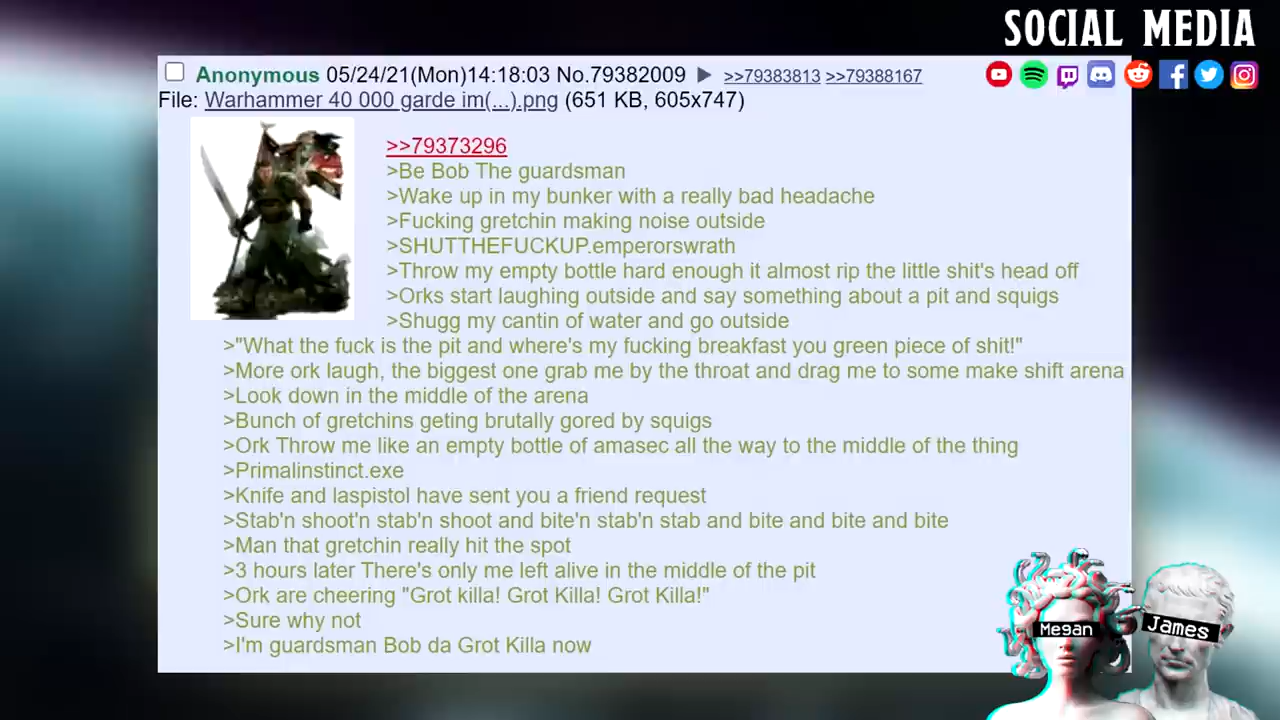 SOCIAL MEDIA
Anonymous 05/24/21(Mon)14:18:03 No.79382009 ▶ >>79383813 >>79388167
File: Warhammer 40 000 garde im(...).png (651 KB, 605x747)
>>79373296
>Be Bob The guardsman
>Wake up in my bunker with a really bad headache
>Fucking gretchin making noise outside
>SHUTTHEFUCKUP.emperorswrath
>Throw my empty bottle hard enough it almost rip the little shit's head off
>Orks start laughing outside and say something about a pit and squigs
>Shugg my cantin of water and go outside
>"What the fuck is the pit and where's my fucking breakfast you green piece of shit!"
>More ork laugh, the biggest one grab me by the throat and drag me to some make shift arena
>Look down in the middle of the arena
>Bunch of gretchins geting brutally gored by squigs
>Ork Throw me like an empty bottle of amasec all the way to the middle of the thing
>Primalinstinct.exe
>Knife and laspistol have sent you a friend request
>Stab'n shoot'n stab'n shoot and bite'n stab'n stab and bite and bite and bite
>Man that gretchin really hit the spot
>3 hours later There's only me left alive in the middle of the pit
>Ork are cheering "Grot killa! Grot Killa! Grot Killa!"
>Sure why not
>I'm guardsman Bob da Grot Killa now
Megan
James